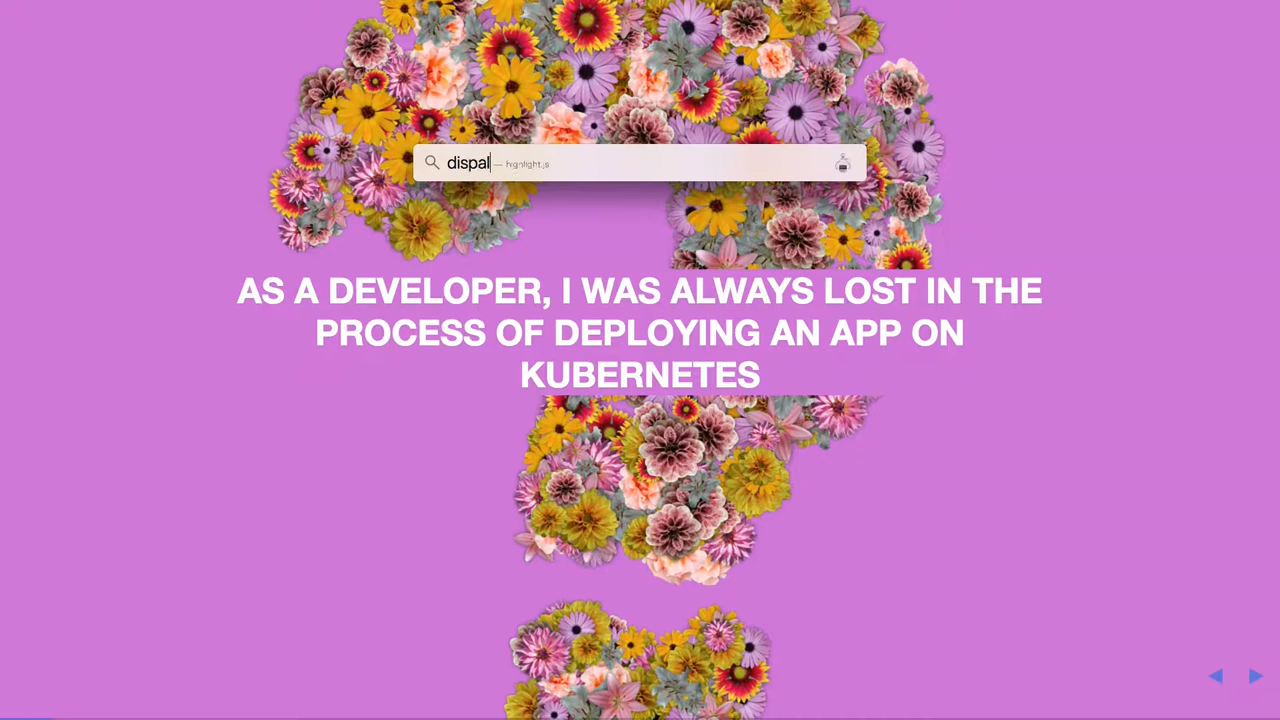 dispal — highlight.js
AS A DEVELOPER, I WAS ALWAYS LOST IN THE
PROCESS OF DEPLOYING AN APP ON
KUBERNETES